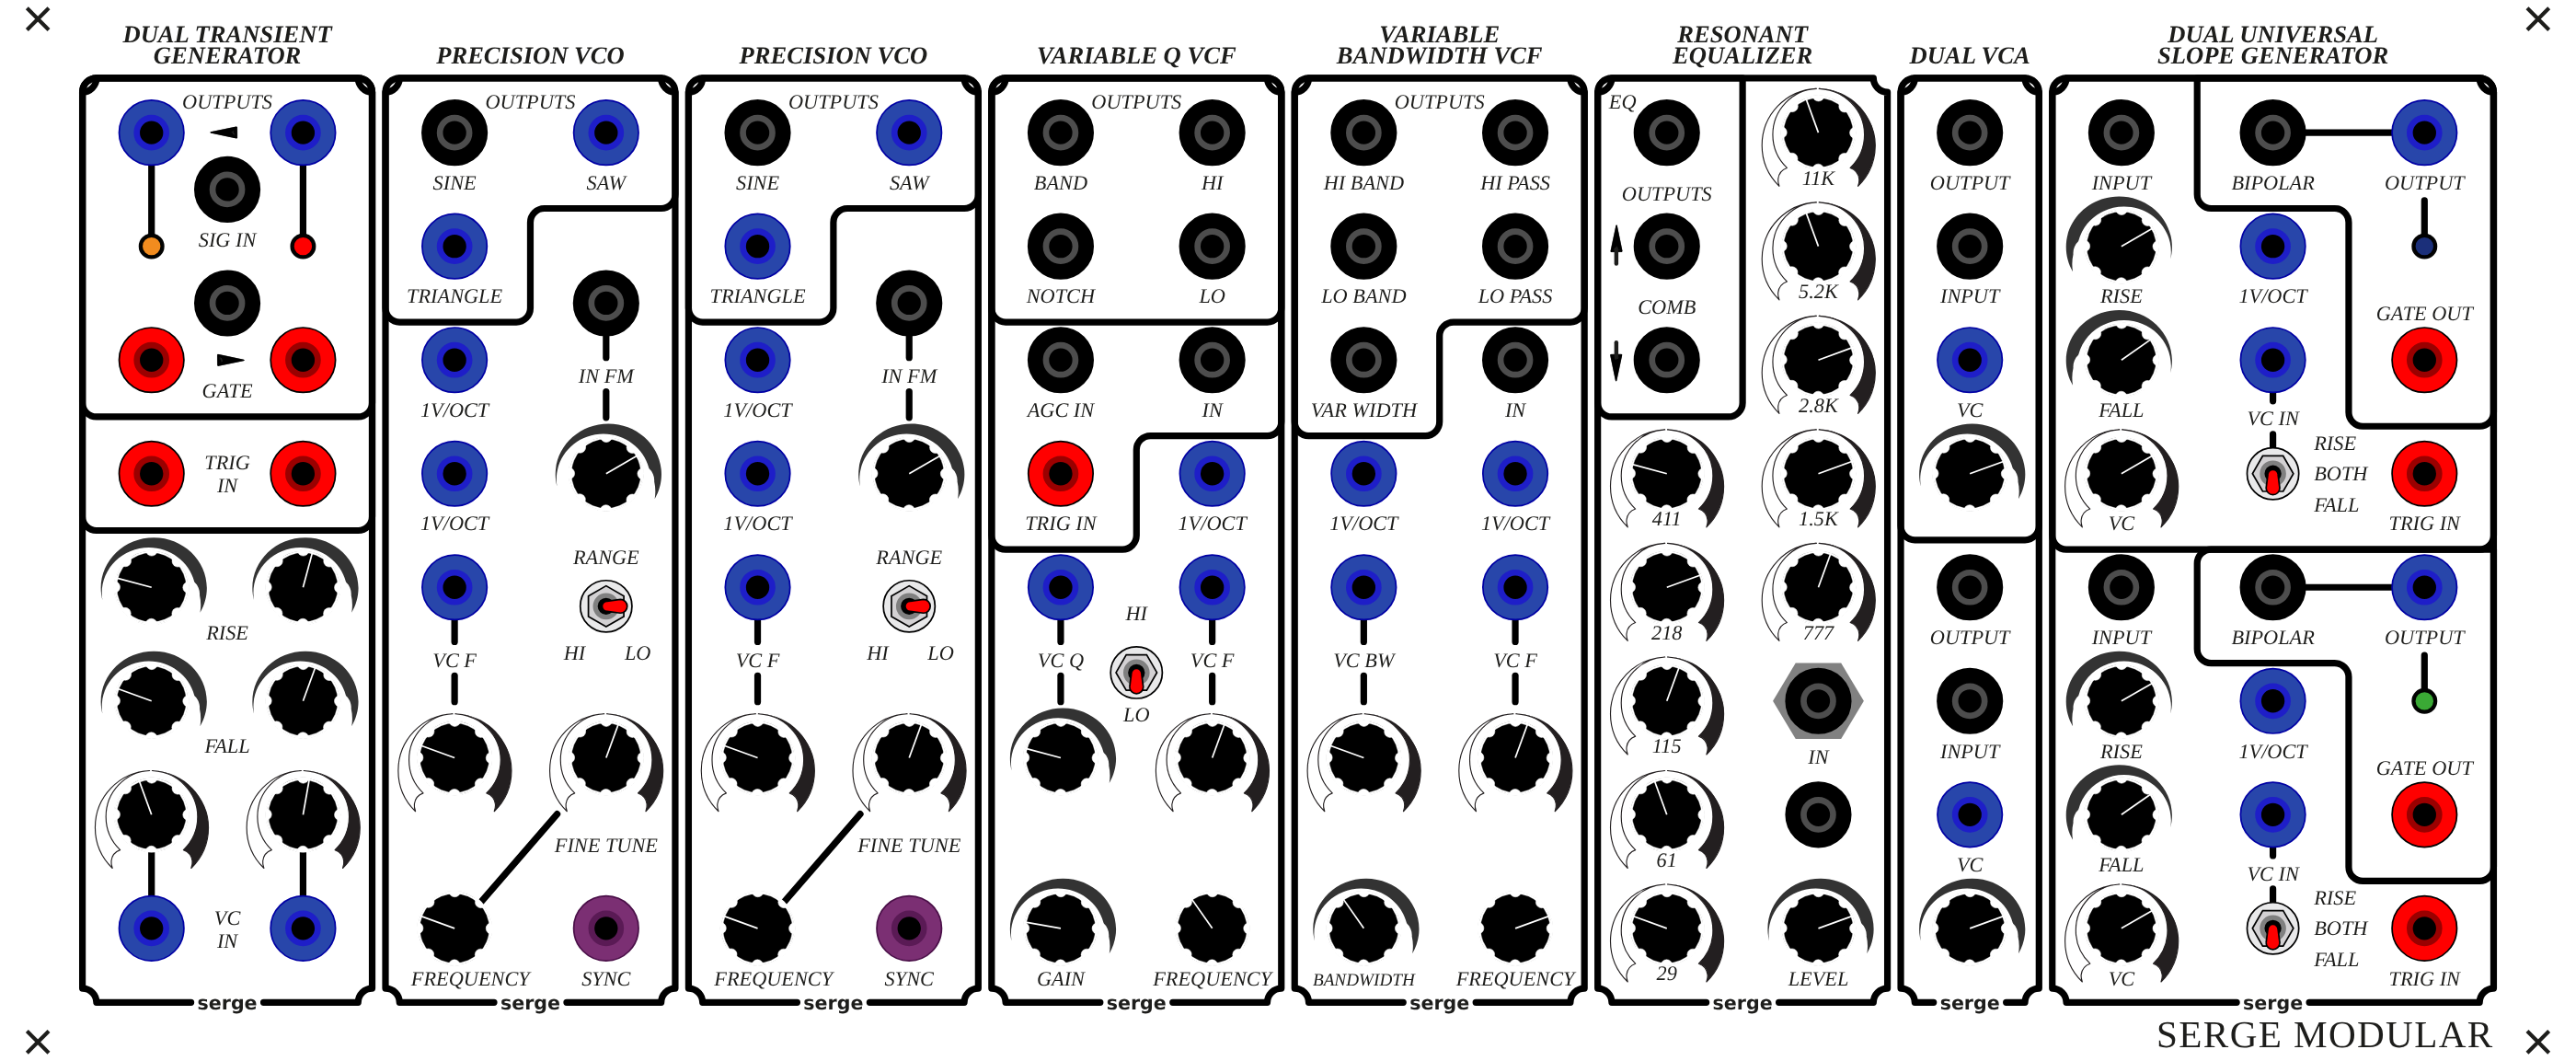 DUAL TRANSIENT
GENERATOR
OUTPUTS
SIG IN
GATE
TRIG
IN
RISE
FALL
VC
IN
serge
PRECISION VCO
OUTPUTS
SINE
SAW
TRIANGLE
IN FM
1V/OCT
1V/OCT
RANGE
HI
LO
VC F
FINE TUNE
FREQUENCY
SYNC
serge
PRECISION VCO
OUTPUTS
SINE
SAW
TRIANGLE
IN FM
1V/OCT
1V/OCT
RANGE
HI
LO
VC F
FINE TUNE
FREQUENCY
SYNC
serge
VARIABLE Q VCF
OUTPUTS
BAND
HI
NOTCH
LO
AGC IN
IN
TRIG IN
1V/OCT
HI
VC Q
VC F
LO
GAIN
FREQUENCY
serge
VARIABLE
BANDWIDTH VCF
OUTPUTS
HI BAND
HI PASS
LO BAND
LO PASS
VAR WIDTH
IN
1V/OCT
1V/OCT
VC BW
VC F
BANDWIDTH
FREQUENCY
serge
RESONANT
EQUALIZER
EQ
OUTPUTS
COMB
11K
5.2K
2.8K
411
1.5K
218
777
115
IN
61
29
LEVEL
serge
DUAL VCA
OUTPUT
INPUT
VC
OUTPUT
INPUT
VC
serge
DUAL UNIVERSAL
SLOPE GENERATOR
INPUT
BIPOLAR
OUTPUT
RISE
1V/OCT
GATE OUT
FALL
VC IN
RISE
BOTH
FALL
VC
TRIG IN
INPUT
BIPOLAR
OUTPUT
RISE
1V/OCT
GATE OUT
FALL
VC IN
RISE
BOTH
FALL
VC
TRIG IN
serge
SERGE MODULAR